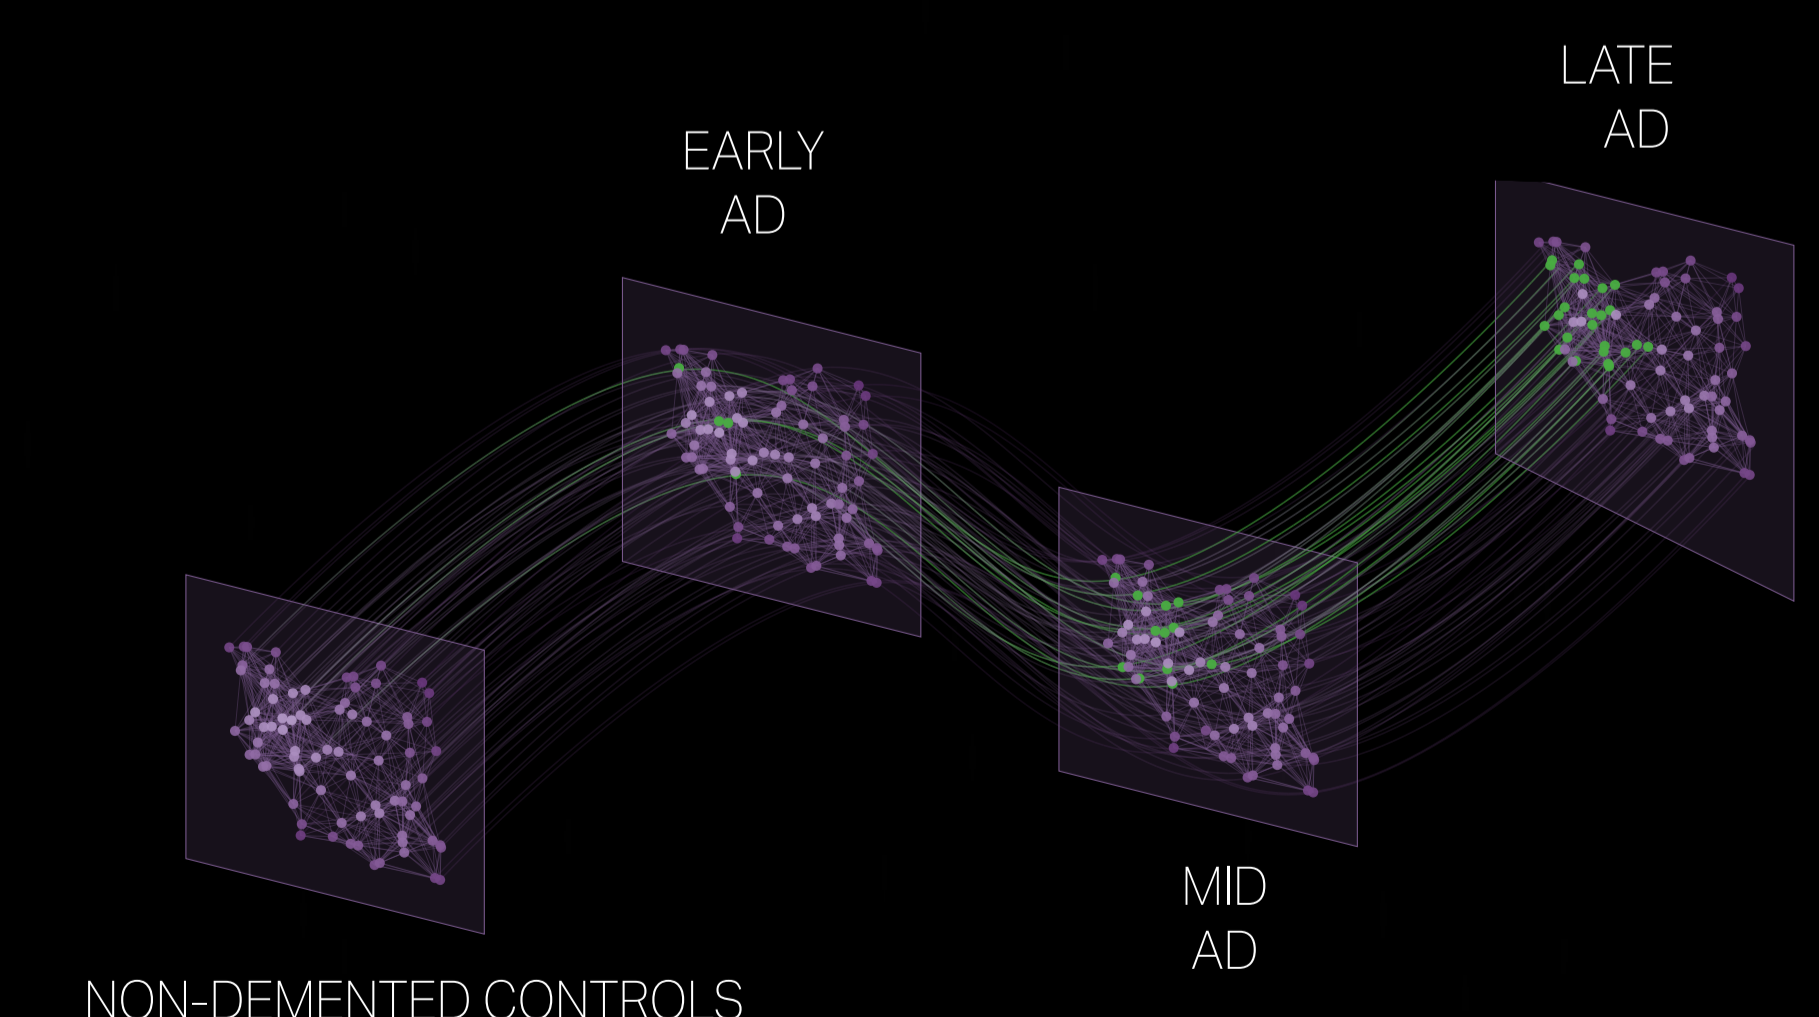 LATE
AD
EARLY
AD
MID
AD
NON-DEMENTED CONTROLS